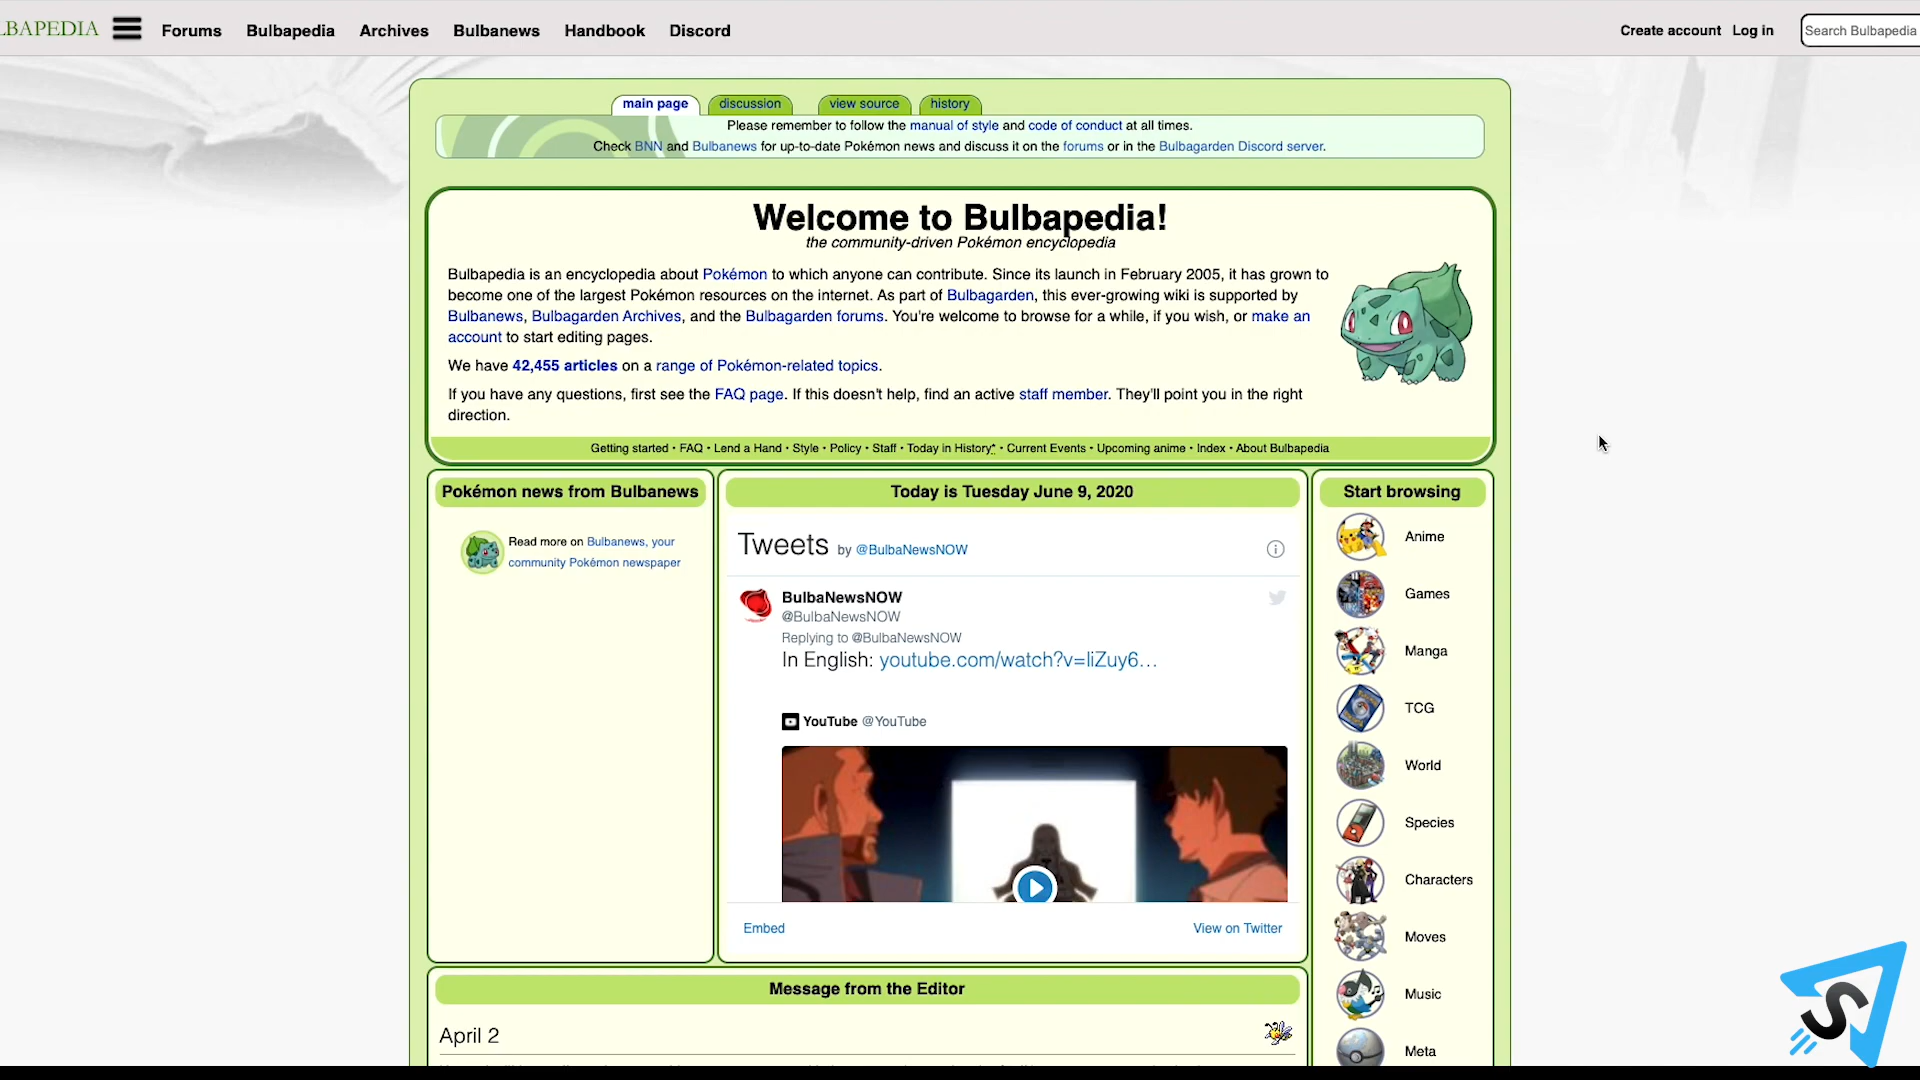 LBAPEDIA
Forums Bulbapedia Archives Bulbanews Handbook Discord
Create account Log in
Search Bulbapedia
main page discussion view source history
Please remember to follow the manual of style and code of conduct at all times.
Check BNN and Bulbanews for up-to-date Pokémon news and discuss it on the forums or in the Bulbagarden Discord server.
Welcome to Bulbapedia!
the community-driven Pokémon encyclopedia
Bulbapedia is an encyclopedia about Pokémon to which anyone can contribute. Since its launch in February 2005, it has grown to
become one of the largest Pokémon resources on the internet. As part of Bulbagarden, this ever-growing wiki is supported by
Bulbanews, Bulbagarden Archives, and the Bulbagarden forums. You're welcome to browse for a while, if you wish, or make an
account to start editing pages.
We have 42,455 articles on a range of Pokémon-related topics.
If you have any questions, first see the FAQ page. If this doesn't help, find an active staff member. They'll point you in the right
direction.
Getting started • FAQ • Lend a Hand • Style • Policy • Staff • Today in History* • Current Events • Upcoming anime • Index • About Bulbapedia
Pokémon news from Bulbanews
Read more on Bulbanews, your
community Pokémon newspaper
Today is Tuesday June 9, 2020
Tweets by @BulbaNewsNOW
BulbaNewsNOW
@BulbaNewsNOW
Replying to @BulbaNewsNOW
In English: youtube.com/watch?v=liZuy6…
YouTube @YouTube
Embed
View on Twitter
Start browsing
Anime
Games
Manga
TCG
World
Species
Characters
Moves
Music
Meta
Message from the Editor
April 2
S